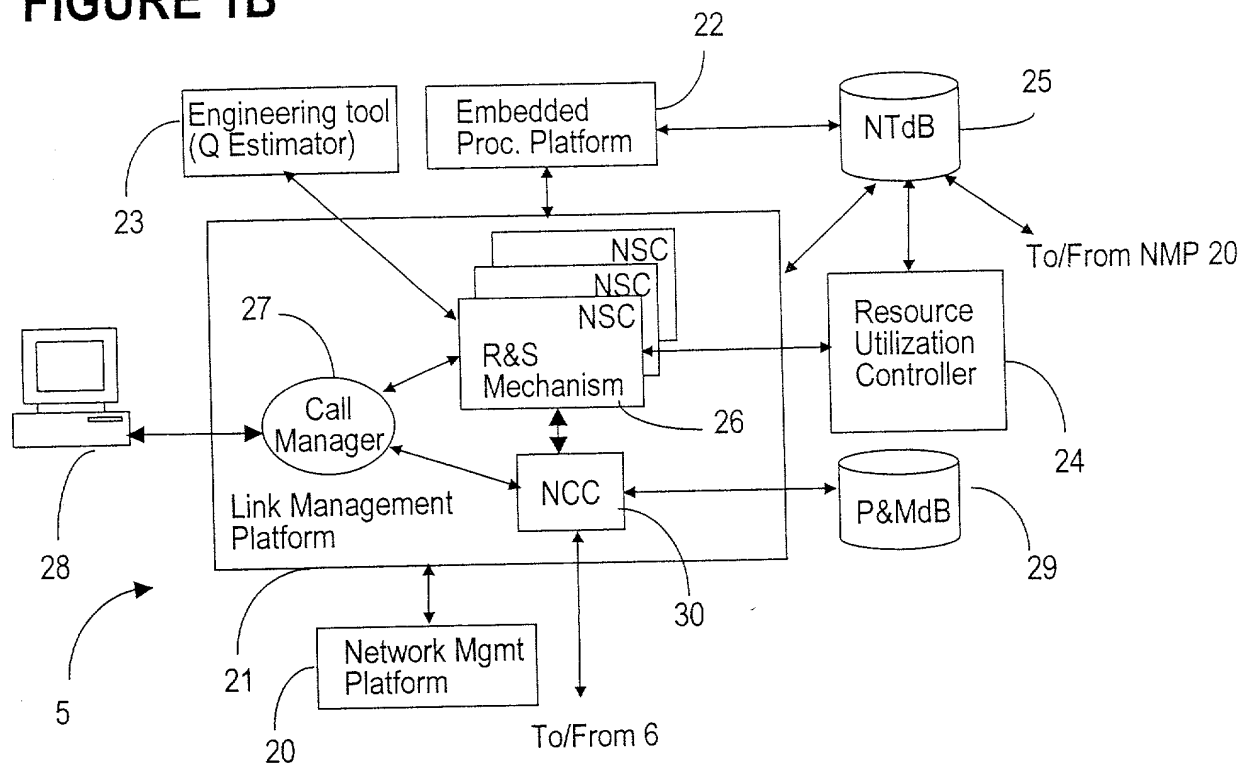 FIGURE 1B
22
Engineering tool
(Q Estimator)
Embedded
Proc. Platform
NTdB
25
23
NSC
NSC
NSC
To/From NMP 20
27
R&S
Mechanism
Resource
Utilization
Controller
Call
Manager
26
24
NCC
P&MdB
Link Management
Platform
28
29
30
21
Network Mgmt
Platform
5
20
To/From 6